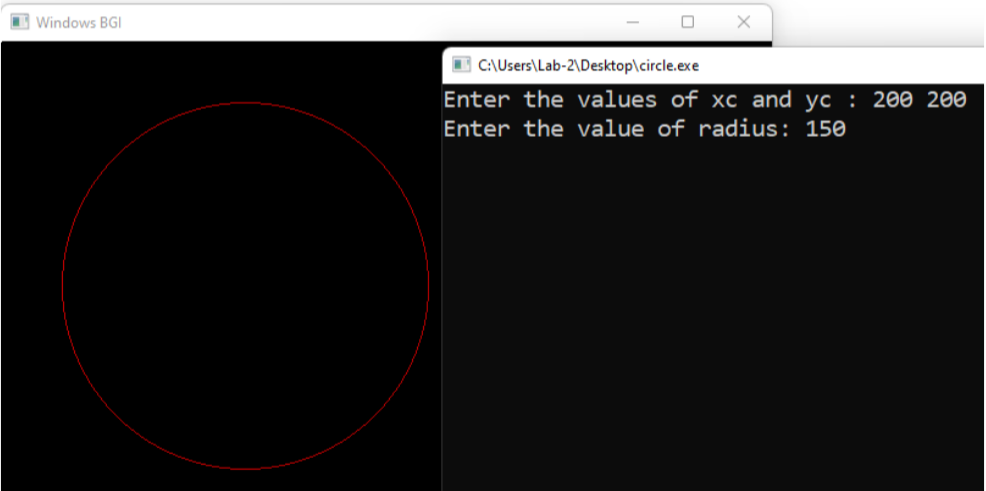 Windows BGI
C:\Users\Lab-2\Desktop\circle.exe
Enter the values of xc and yc : 200 200
Enter the value of radius: 150